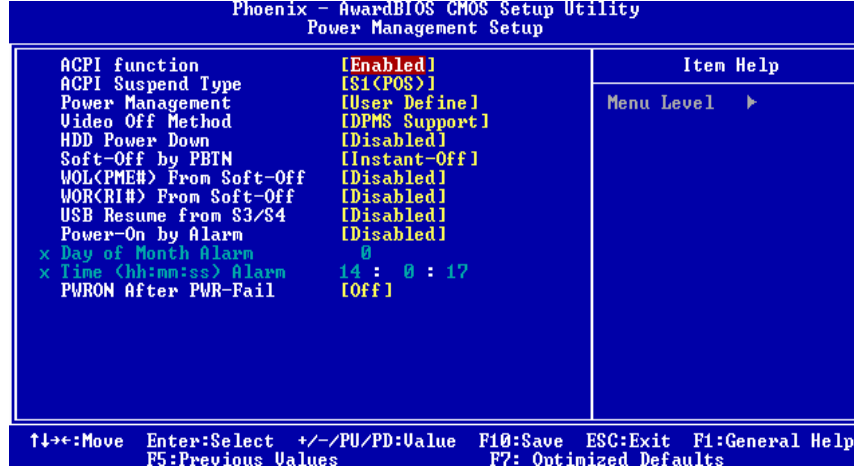 Phoenix - AwardBIOS CMOS Setup Utility
Power Management Setup
ACPI function [Enabled]
ACPI Suspend Type [S1(POS)]
Power Management [User Define]
Video Off Method [DPMS Support]
HDD Power Down [Disabled]
Soft-Off by PBTN [Instant-Off]
WOL(PME#) From Soft-Off [Disabled]
WOR(RI#) From Soft-Off [Disabled]
USB Resume from S3/S4 [Disabled]
Power-On by Alarm [Disabled]
x Day of Month Alarm 0
x Time (hh:mm:ss) Alarm 14 : 0 : 17
PWRON After PWR-Fail [Off]
Item Help
Menu Level ▶
↑↓→←:Move Enter:Select +/-/PU/PD:Value F10:Save ESC:Exit F1:General Help
F5:Previous Values F7: Optimized Defaults